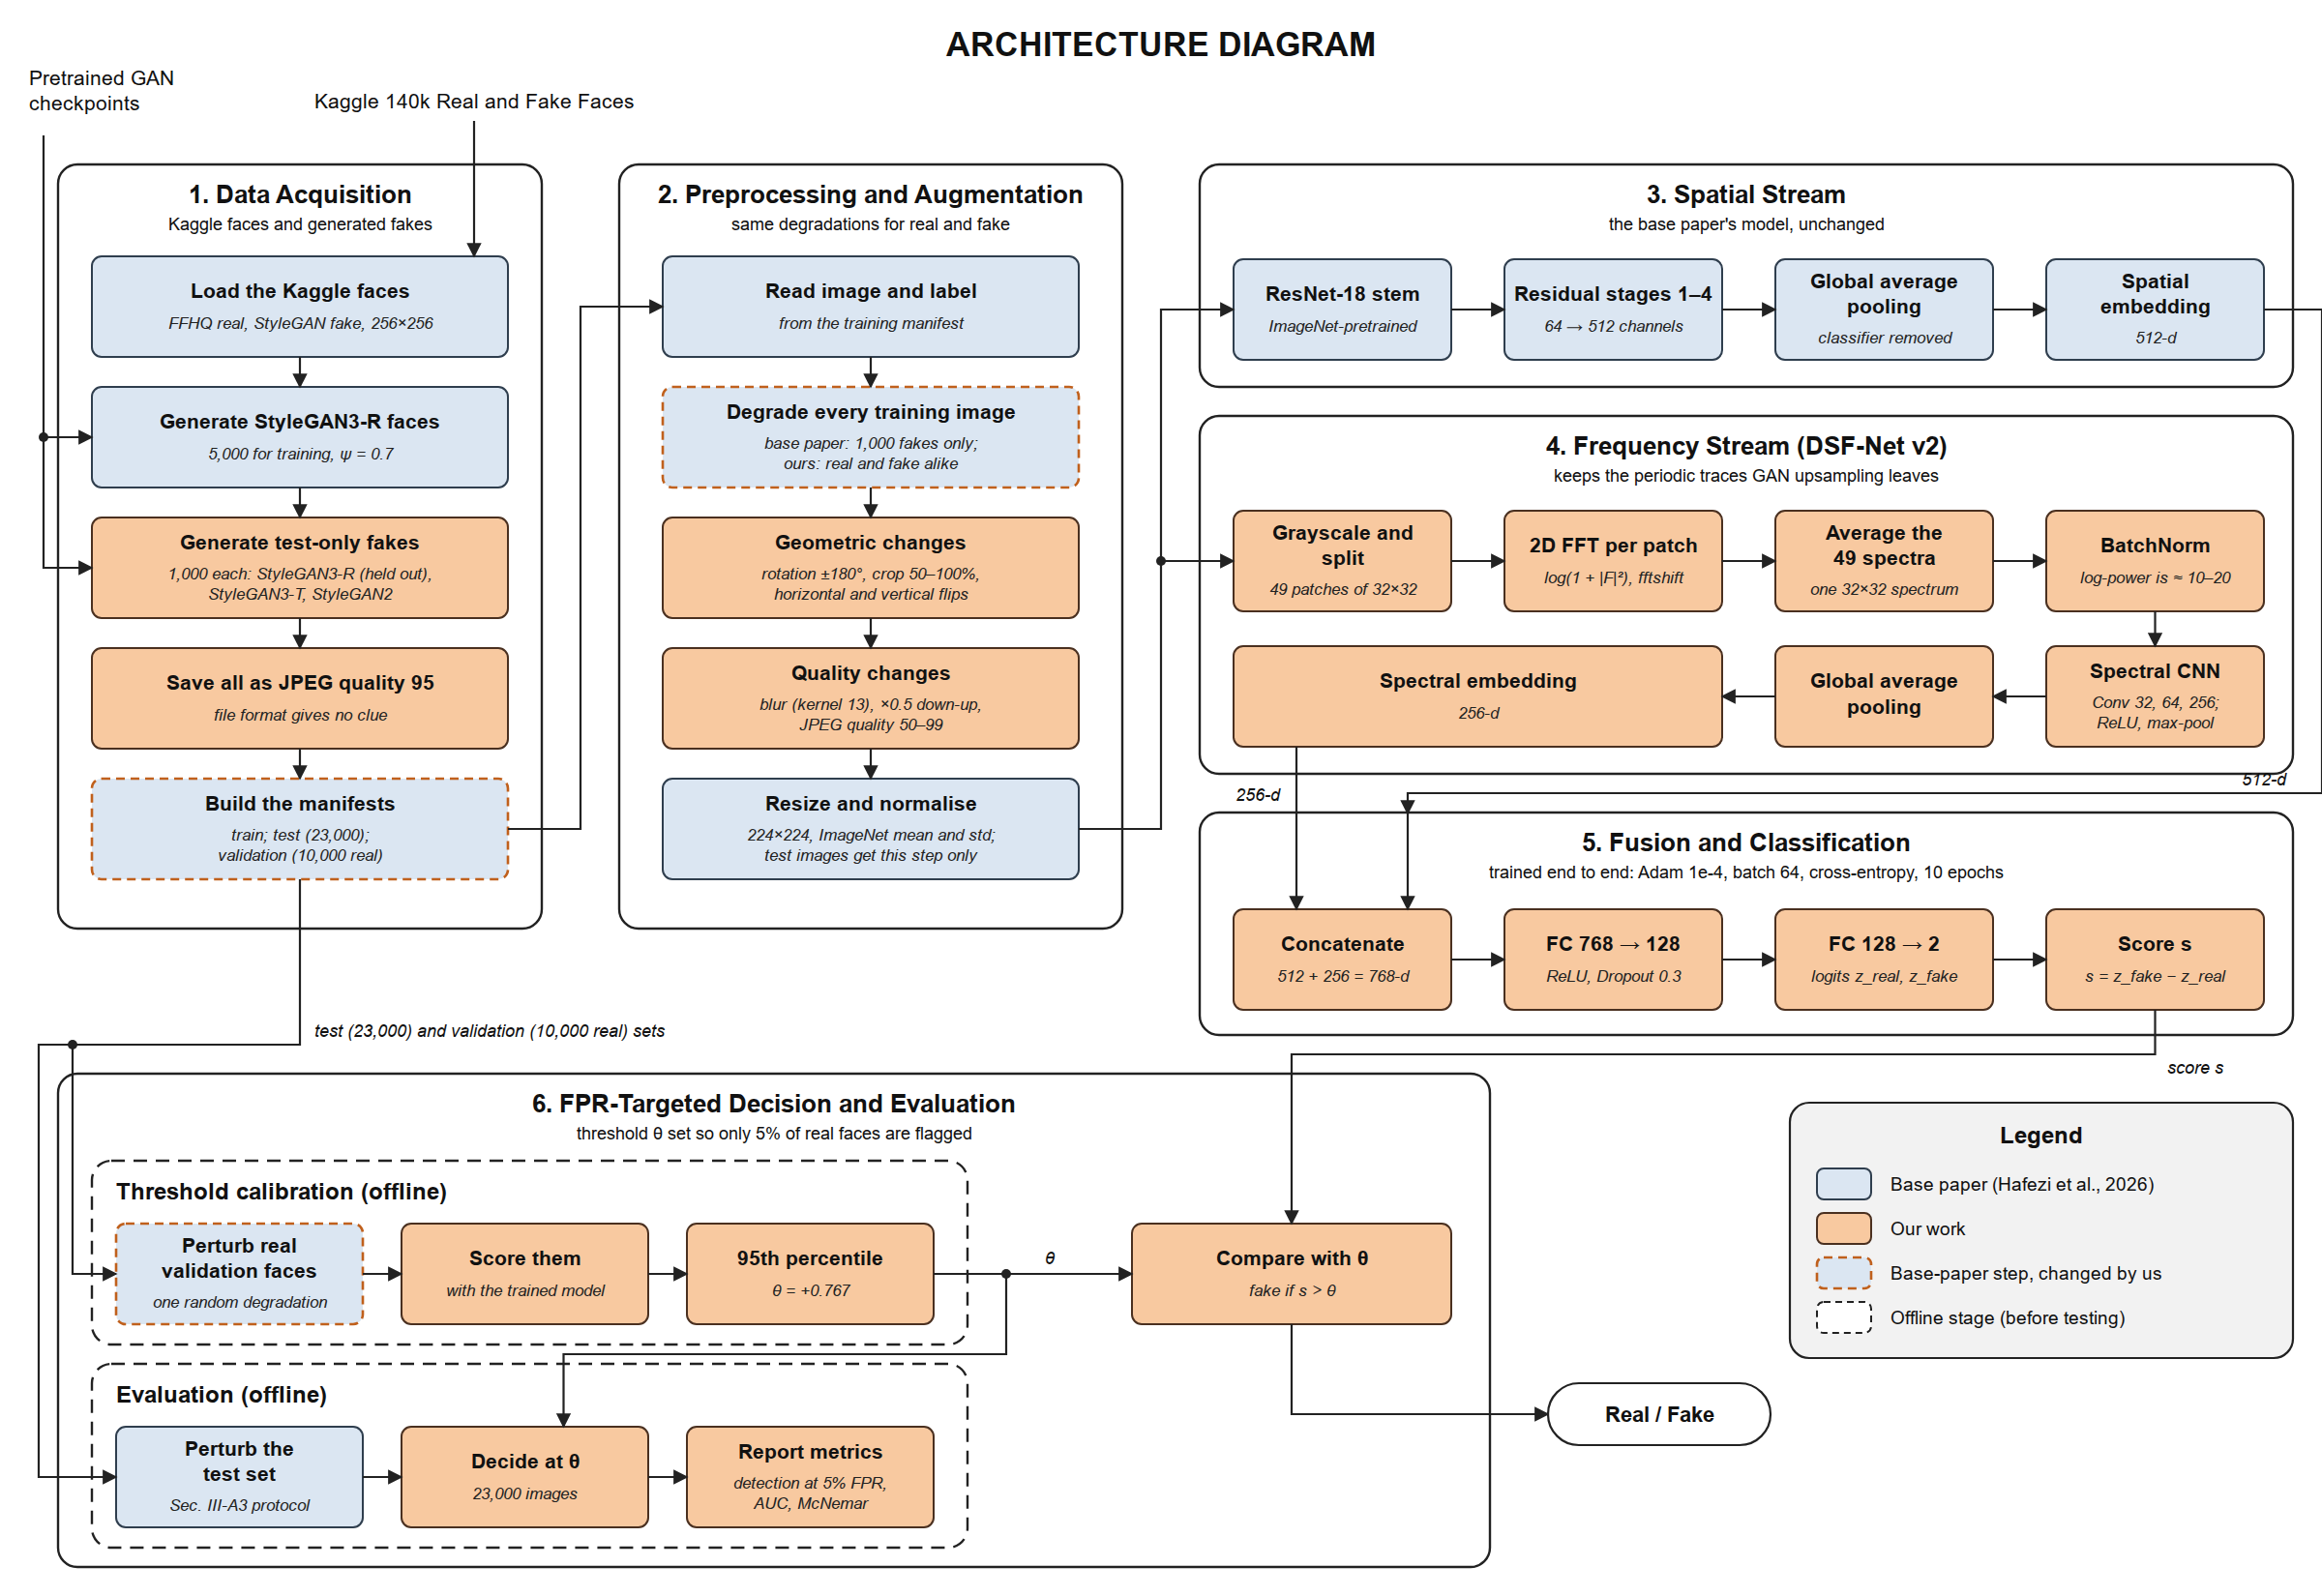 ARCHITECTURE DIAGRAM
Pretrained GAN
checkpoints
Kaggle 140k Real and Fake Faces
1. Data Acquisition
Kaggle faces and generated fakes
Load the Kaggle faces
FFHQ real, StyleGAN fake, 256×256
Generate StyleGAN3-R faces
5,000 for training, ψ = 0.7
Generate test-only fakes
1,000 each: StyleGAN3-R (held out),
StyleGAN3-T, StyleGAN2
Save all as JPEG quality 95
file format gives no clue
Build the manifests
train; test (23,000);
validation (10,000 real)
2. Preprocessing and Augmentation
same degradations for real and fake
Read image and label
from the training manifest
Degrade every training image
base paper: 1,000 fakes only;
ours: real and fake alike
Geometric changes
rotation ±180°, crop 50–100%,
horizontal and vertical flips
Quality changes
blur (kernel 13), ×0.5 down-up,
JPEG quality 50–99
Resize and normalise
224×224, ImageNet mean and std;
test images get this step only
3. Spatial Stream
the base paper's model, unchanged
ResNet-18 stem
ImageNet-pretrained
Residual stages 1–4
64 → 512 channels
Global average
pooling
classifier removed
Spatial
embedding
512-d
4. Frequency Stream (DSF-Net v2)
keeps the periodic traces GAN upsampling leaves
Grayscale and
split
49 patches of 32×32
2D FFT per patch
log(1 + |F|²), fftshift
Average the
49 spectra
one 32×32 spectrum
BatchNorm
log-power is ≈ 10–20
Spectral embedding
256-d
Global average
pooling
Spectral CNN
Conv 32, 64, 256;
ReLU, max-pool
512-d
256-d
5. Fusion and Classification
trained end to end: Adam 1e-4, batch 64, cross-entropy, 10 epochs
Concatenate
512 + 256 = 768-d
FC 768 → 128
ReLU, Dropout 0.3
FC 128 → 2
logits z_real, z_fake
Score s
s = z_fake − z_real
test (23,000) and validation (10,000 real) sets
score s
6. FPR-Targeted Decision and Evaluation
threshold θ set so only 5% of real faces are flagged
Threshold calibration (offline)
Perturb real
validation faces
one random degradation
Score them
with the trained model
95th percentile
θ = +0.767
θ
Compare with θ
fake if s > θ
Evaluation (offline)
Perturb the
test set
Sec. III-A3 protocol
Decide at θ
23,000 images
Report metrics
detection at 5% FPR,
AUC, McNemar
Real / Fake
Legend
Base paper (Hafezi et al., 2026)
Our work
Base-paper step, changed by us
Offline stage (before testing)